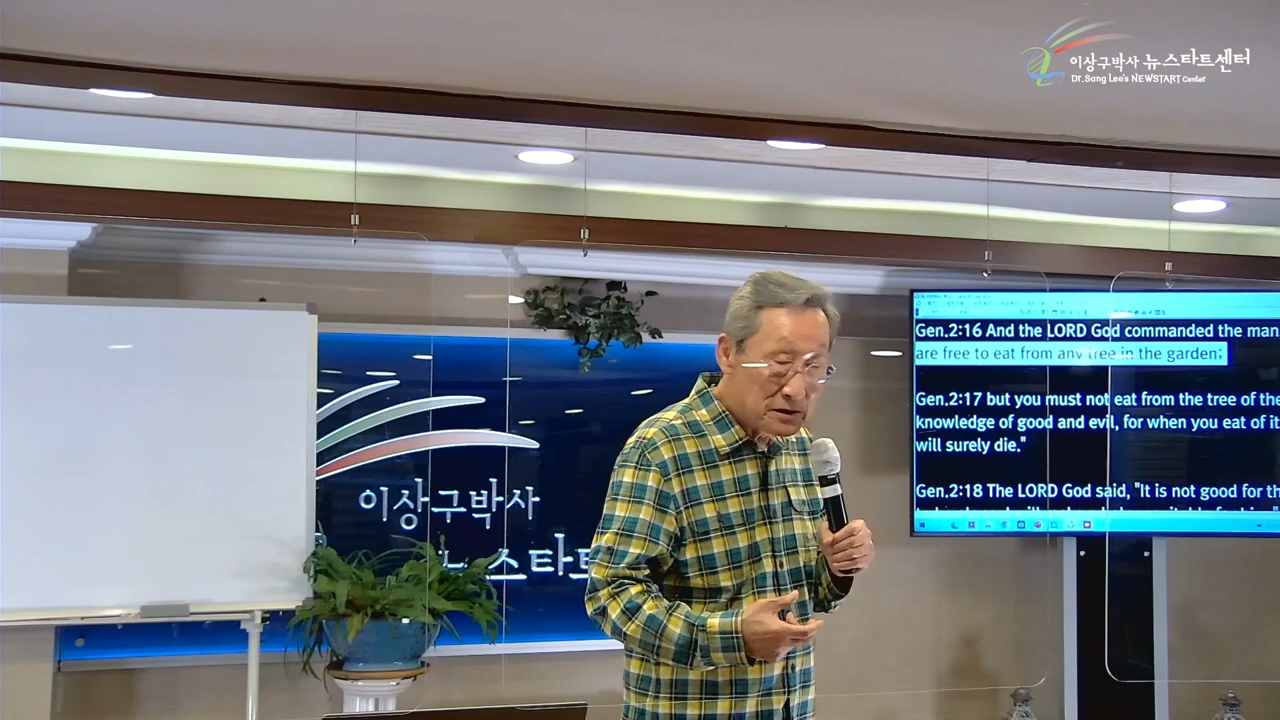 이상구박사 뉴스타트센터
Dr.Sang Lee's NEWSTART Center
이상구박사
스타트
Gen.2:16 And the LORD God commanded the man
are free to eat from any tree in the garden;
Gen.2:17 but you must not eat from the tree of the
knowledge of good and evil, for when you eat of it
will surely die."
Gen.2:18 The LORD God said, "It is not good for th